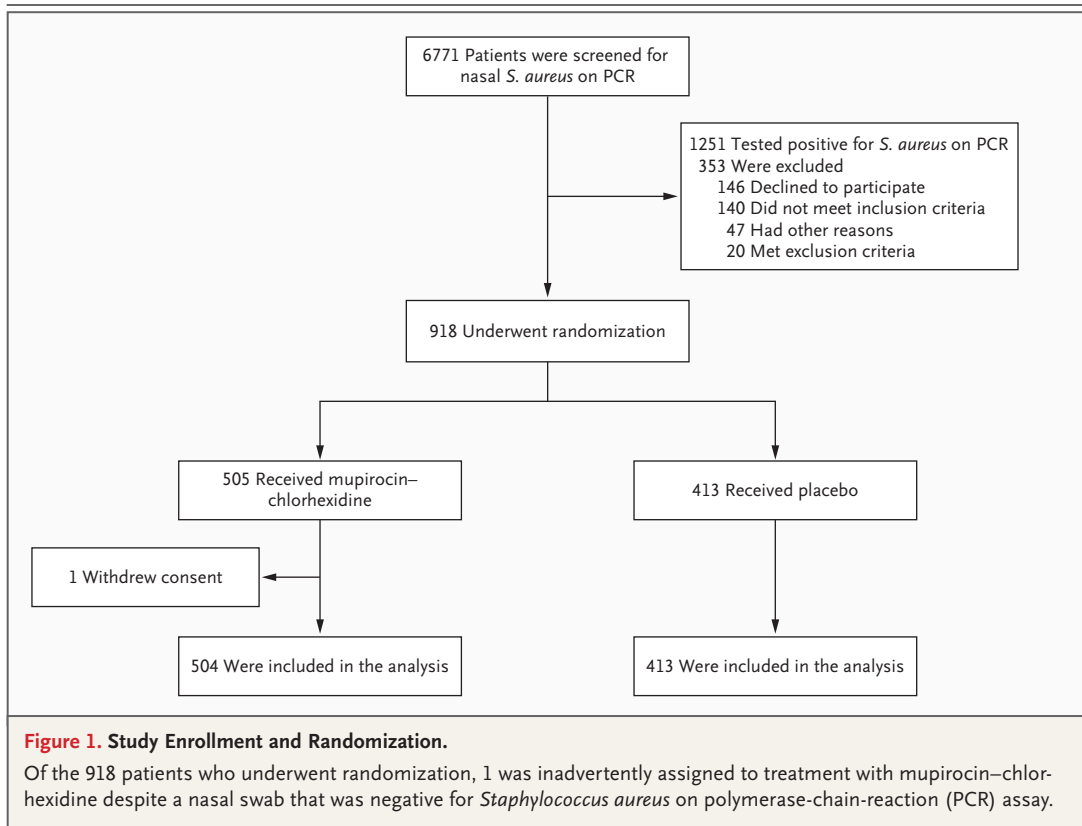 6771 Patients were screened for
nasal S. aureus on PCR
1251 Tested positive for S. aureus on PCR
353 Were excluded
146 Declined to participate
140 Did not meet inclusion criteria
47 Had other reasons
20 Met exclusion criteria
918 Underwent randomization
505 Received mupirocin–
chlorhexidine
413 Received placebo
1 Withdrew consent
504 Were included in the analysis
413 Were included in the analysis
Figure 1. Study Enrollment and Randomization.
Of the 918 patients who underwent randomization, 1 was inadvertently assigned to treatment with mupirocin–chlor-
hexidine despite a nasal swab that was negative for Staphylococcus aureus on polymerase-chain-reaction (PCR) assay.